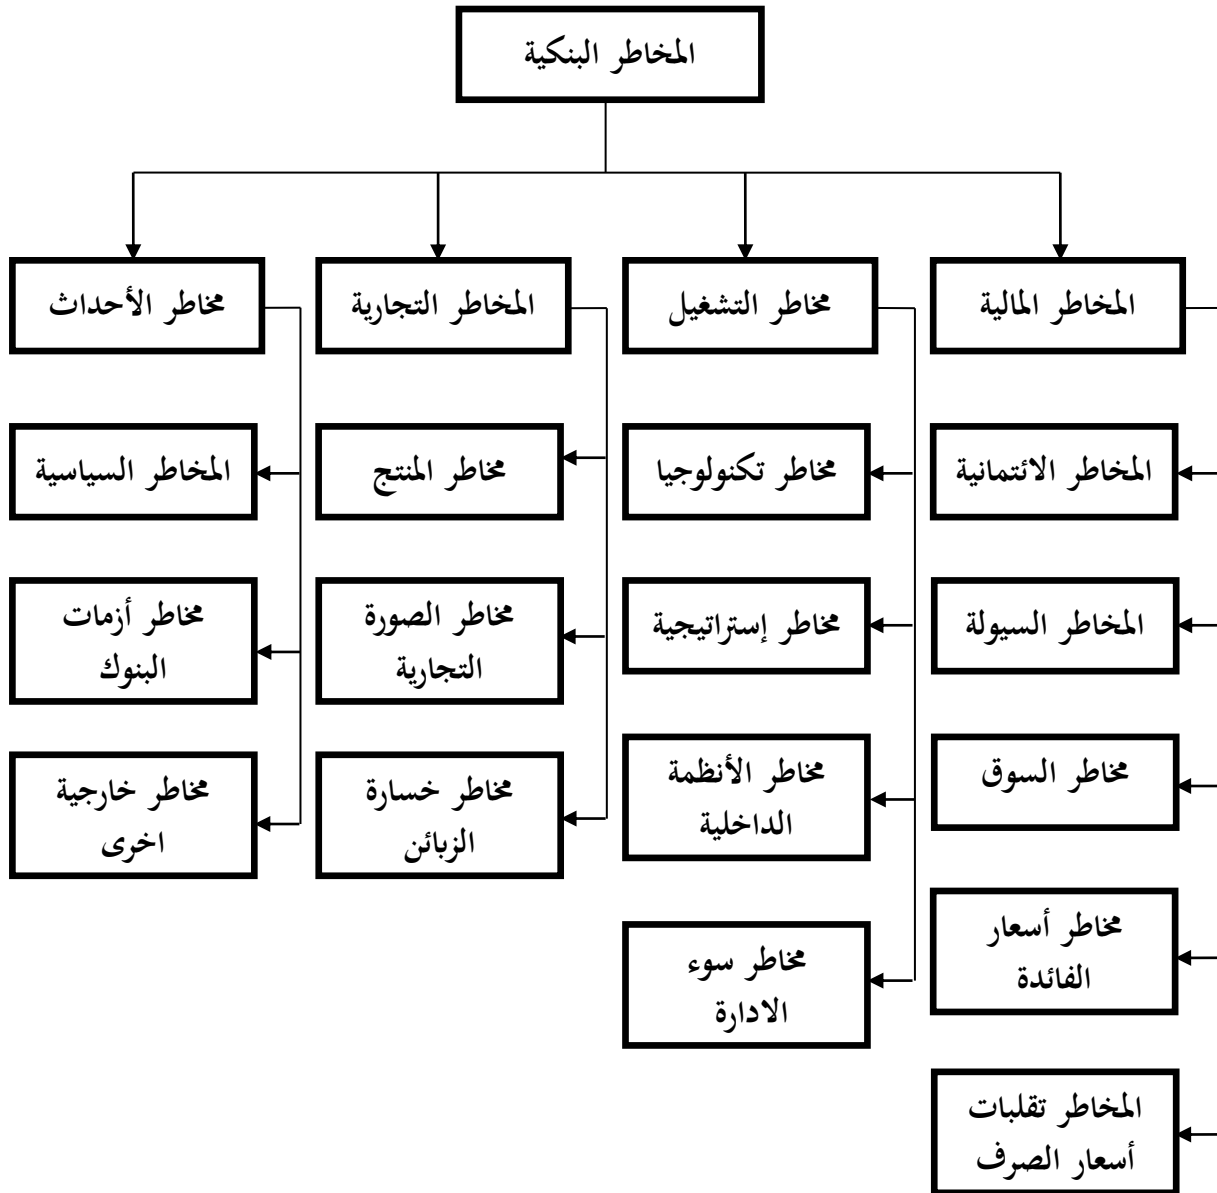 المخاطر البنكية
المخاطر المالية
مخاطر التشغيل
المخاطر التجارية
مخاطر الأحداث
المخاطر الائتمانية
مخاطر تكنولوجيا
مخاطر المنتج
المخاطر السياسية
المخاطر السيولة
مخاطر إستراتيجية
مخاطر الصورة
التجارية
مخاطر أزمات
البنوك
مخاطر السوق
مخاطر الأنظمة
الداخلية
مخاطر خسارة
الزبائن
مخاطر خارجية
اخرى
مخاطر أسعار
الفائدة
مخاطر سوء
الادارة
المخاطر تقلبات
أسعار الصرف